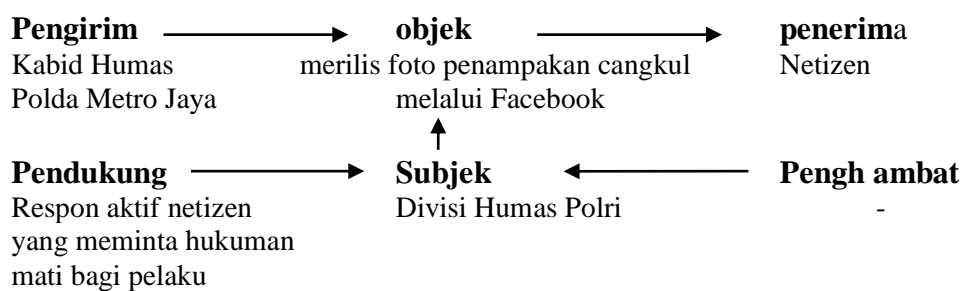 Pengirim objek penerima
Kabid Humas merilis foto penampakan cangkul Netizen
Polda Metro Jaya melalui Facebook
Pendukung Subjek Pengh ambat
Respon aktif netizen Divisi Humas Polri -
yang meminta hukuman
mati bagi pelaku